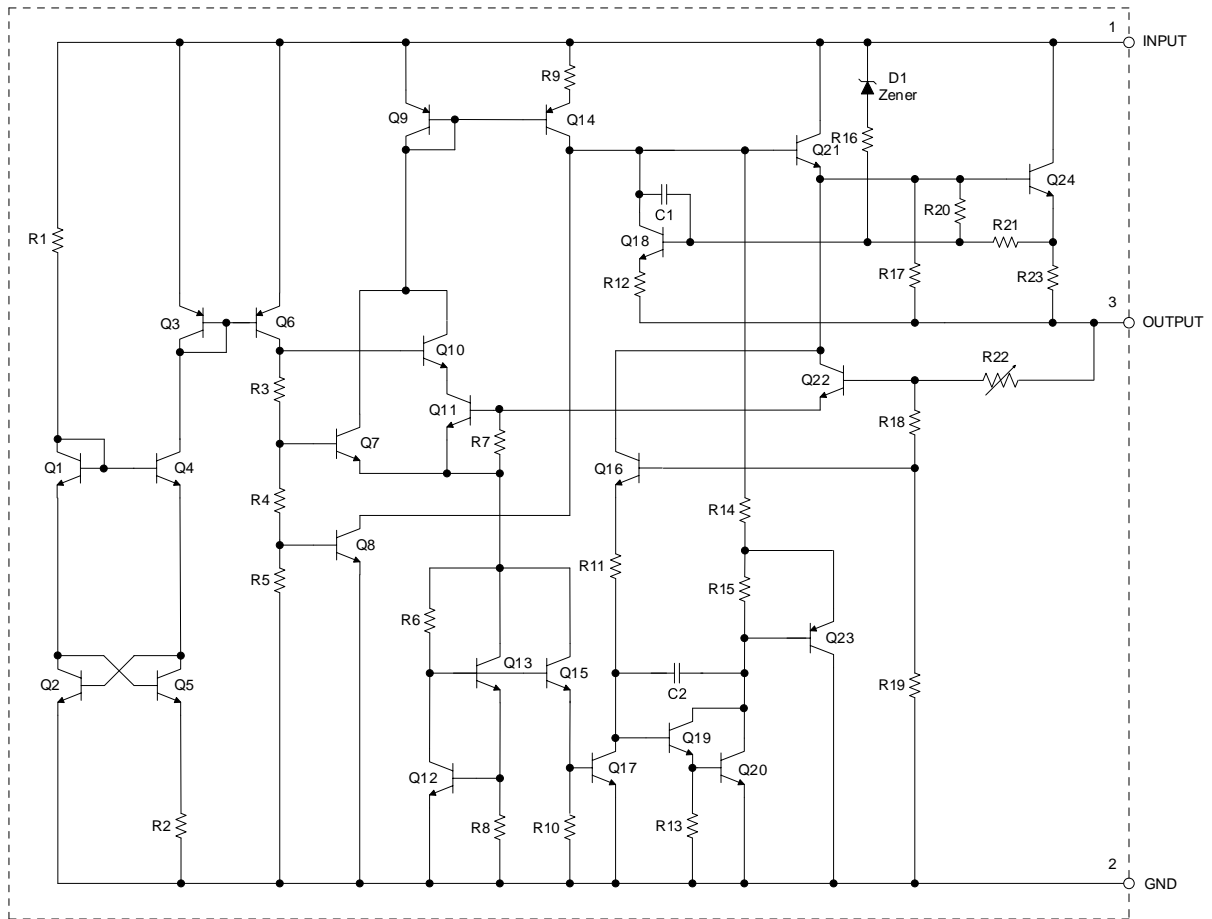 1
INPUT
R9
D1
Zener
Q9
Q14
R16
Q21
Q24
C1
R20
R21
R1
Q18
R12
R17
R23
3
OUTPUT
Q3
Q6
Q10
R22
R3
Q22
Q11
R18
Q1
Q4
Q7
R7
Q16
R4
Q8
R14
R11
R5
R15
R6
Q23
Q13
Q2
Q5
Q15
C2
R19
Q19
Q12
Q17
Q20
R2
R8
R10
R13
2
GND